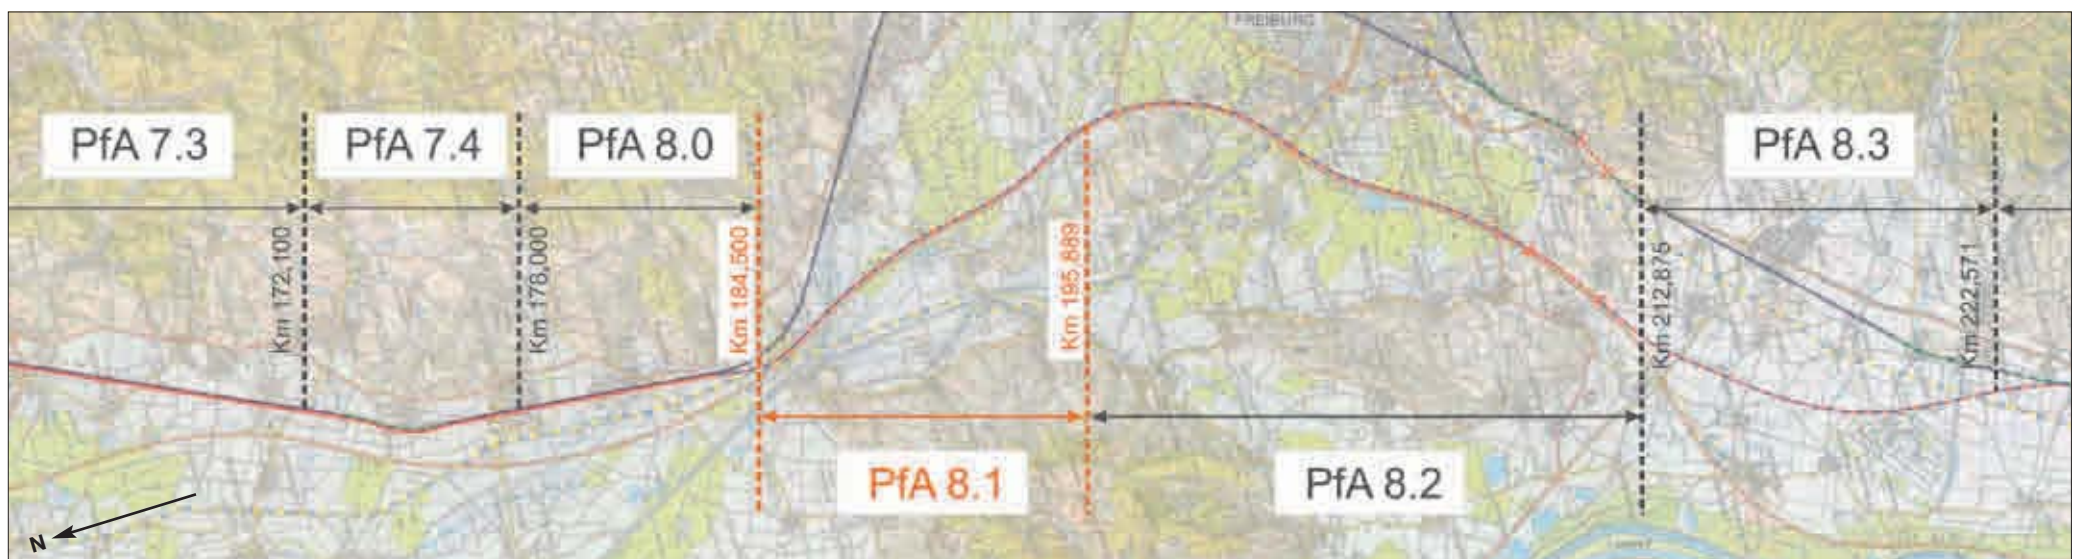 FREIBURG
PfA 7.3
PfA 7.4
PfA 8.0
PfA 8.3
Km 172,100
Km 178,000
Km 184,500
Km 195,889
Km 212,875
Km 222,571
PfA 8.1
PfA 8.2
N